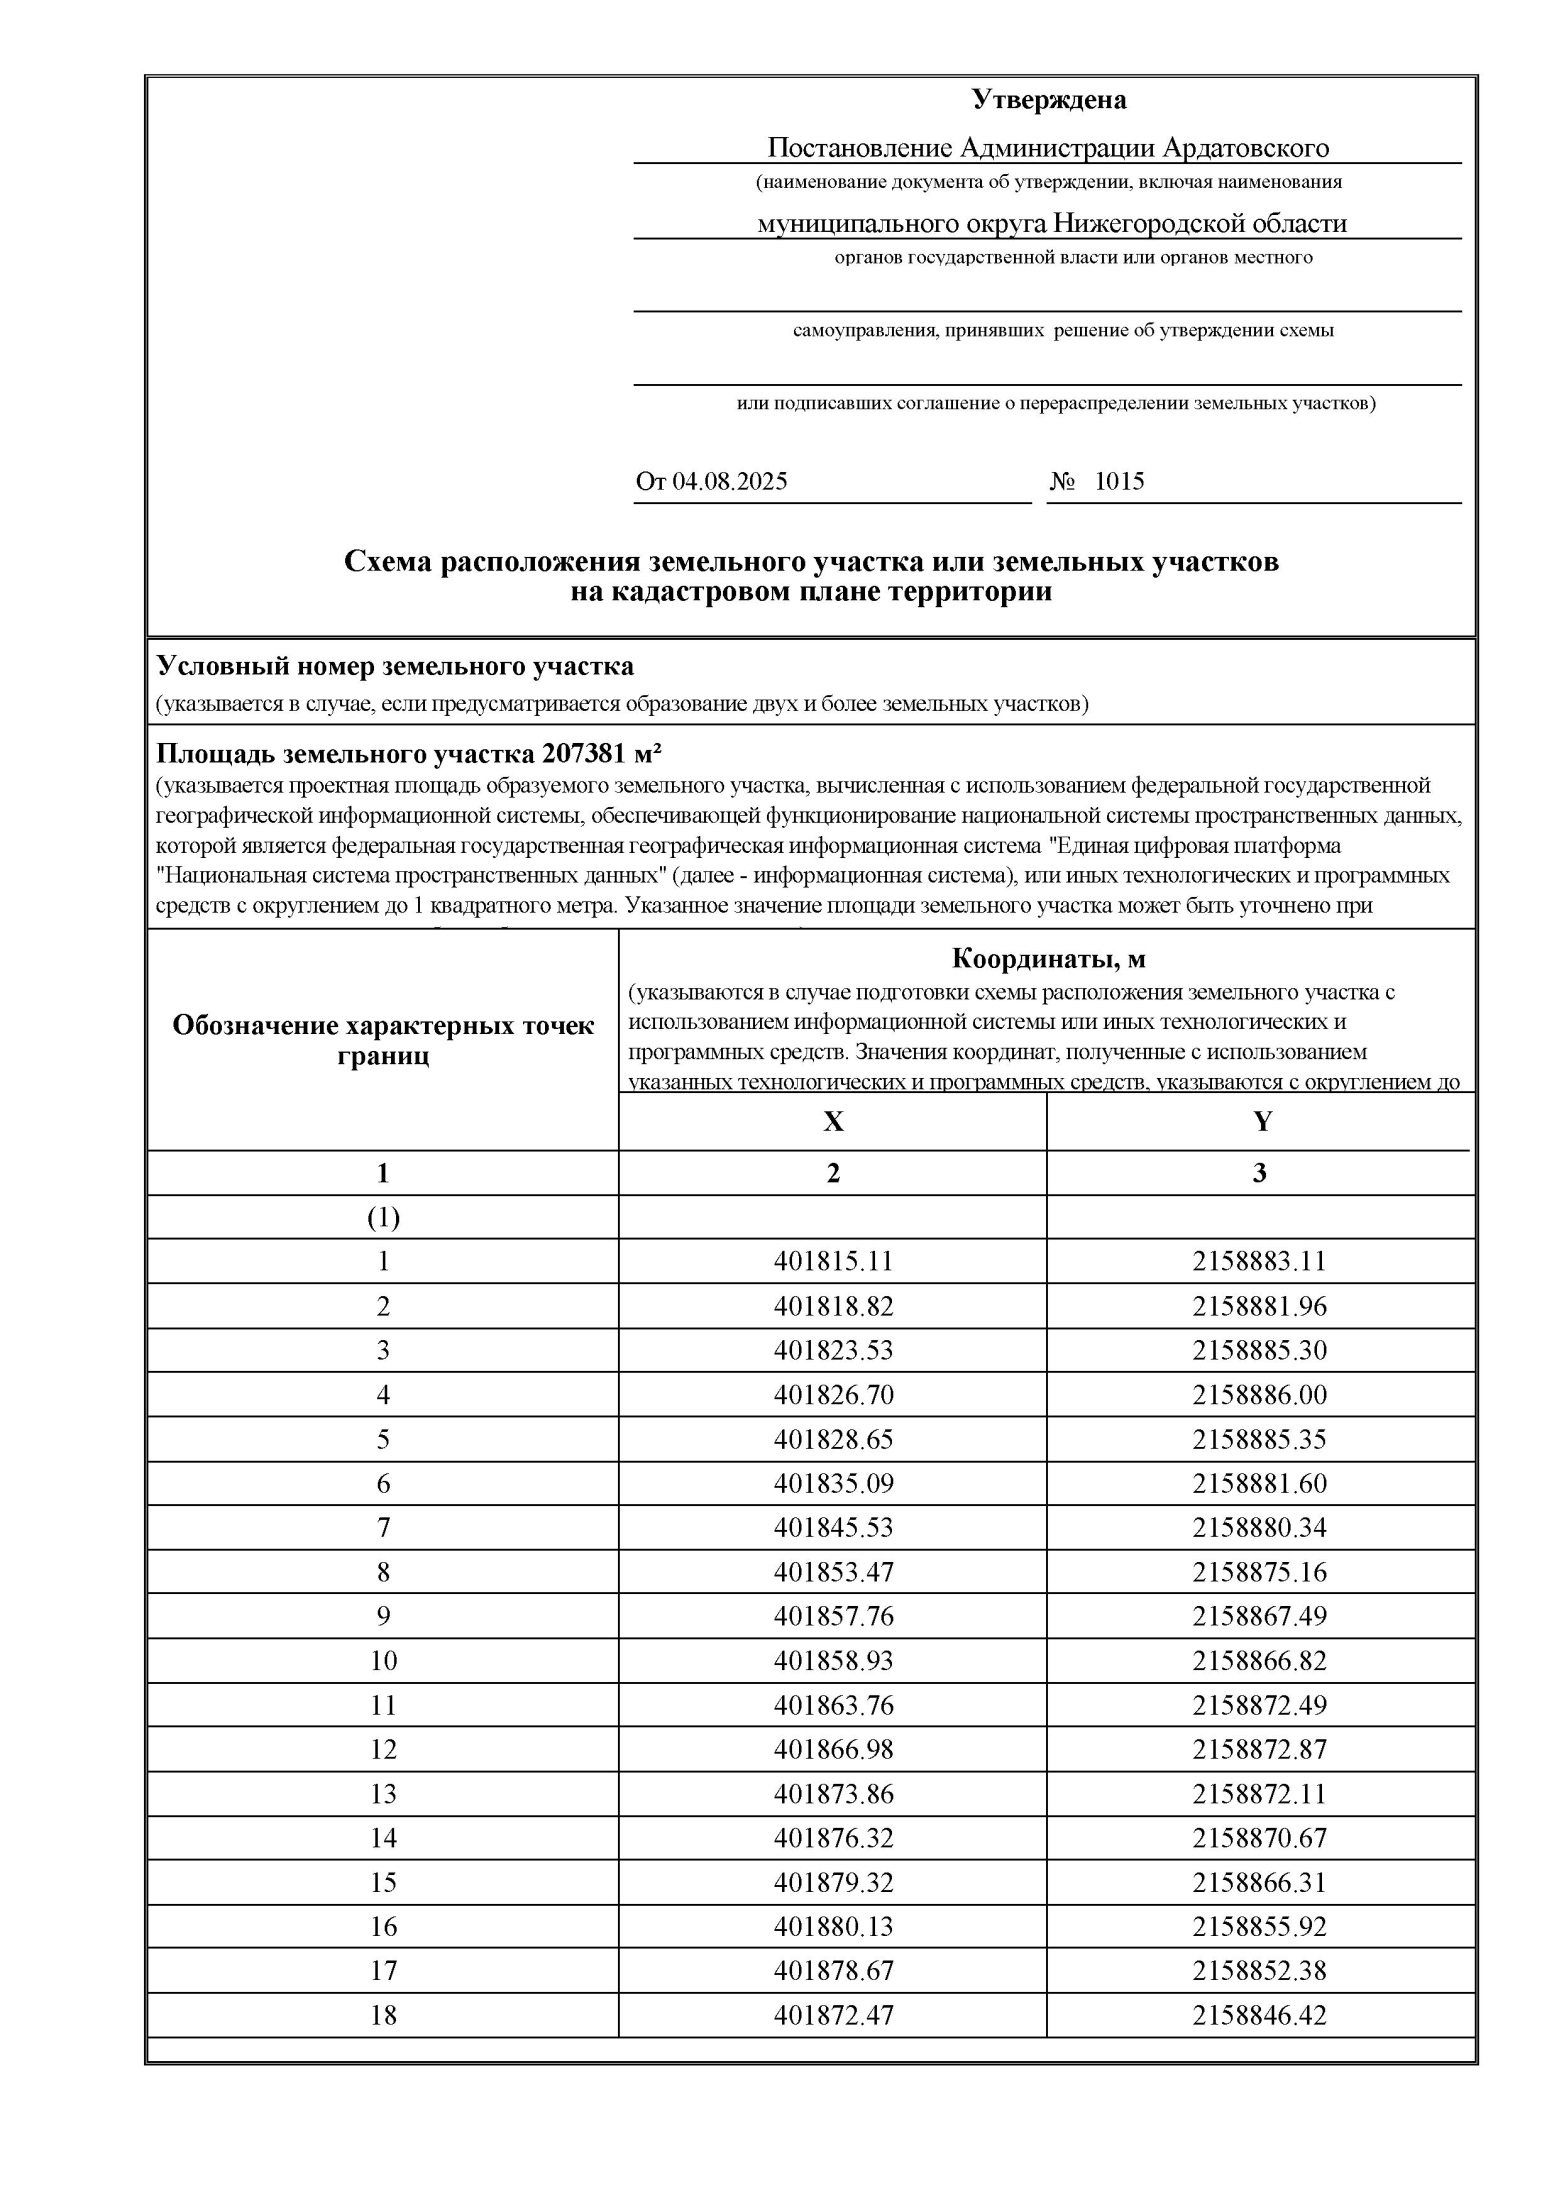 Утверждена
Постановление Администрации Ардатовского
(наименование документа об утверждении, включая наименования
муниципального округа Нижегородской области
органов государственной власти или органов местного
самоуправления, принявших решение об утверждении схемы
или подписавших соглашение о перераспределении земельных участков)
От 04.08.2025 № 1015
Схема расположения земельного участка или земельных участков
на кадастровом плане территории
Условный номер земельного участка
(указывается в случае, если предусматривается образование двух и более земельных участков)
Площадь земельного участка 207381 м²
(указывается проектная площадь образуемого земельного участка, вычисленная с использованием федеральной государственной
географической информационной системы, обеспечивающей функционирование национальной системы пространственных данных,
которой является федеральная государственная географическая информационная система "Единая цифровая платформа
"Национальная система пространственных данных" (далее - информационная система), или иных технологических и программных
средств с округлением до 1 квадратного метра. Указанное значение площади земельного участка может быть уточнено при
Обозначение характерных точек
границ
Координаты, м
(указываются в случае подготовки схемы расположения земельного участка с
использованием информационной системы или иных технологических и
программных средств. Значения координат, полученные с использованием
указанных технологических и программных средств, указываются с округлением до
X Y
1 2 3
(1)
1 401815.11 2158883.11
2 401818.82 2158881.96
3 401823.53 2158885.30
4 401826.70 2158886.00
5 401828.65 2158885.35
6 401835.09 2158881.60
7 401845.53 2158880.34
8 401853.47 2158875.16
9 401857.76 2158867.49
10 401858.93 2158866.82
11 401863.76 2158872.49
12 401866.98 2158872.87
13 401873.86 2158872.11
14 401876.32 2158870.67
15 401879.32 2158866.31
16 401880.13 2158855.92
17 401878.67 2158852.38
18 401872.47 2158846.42